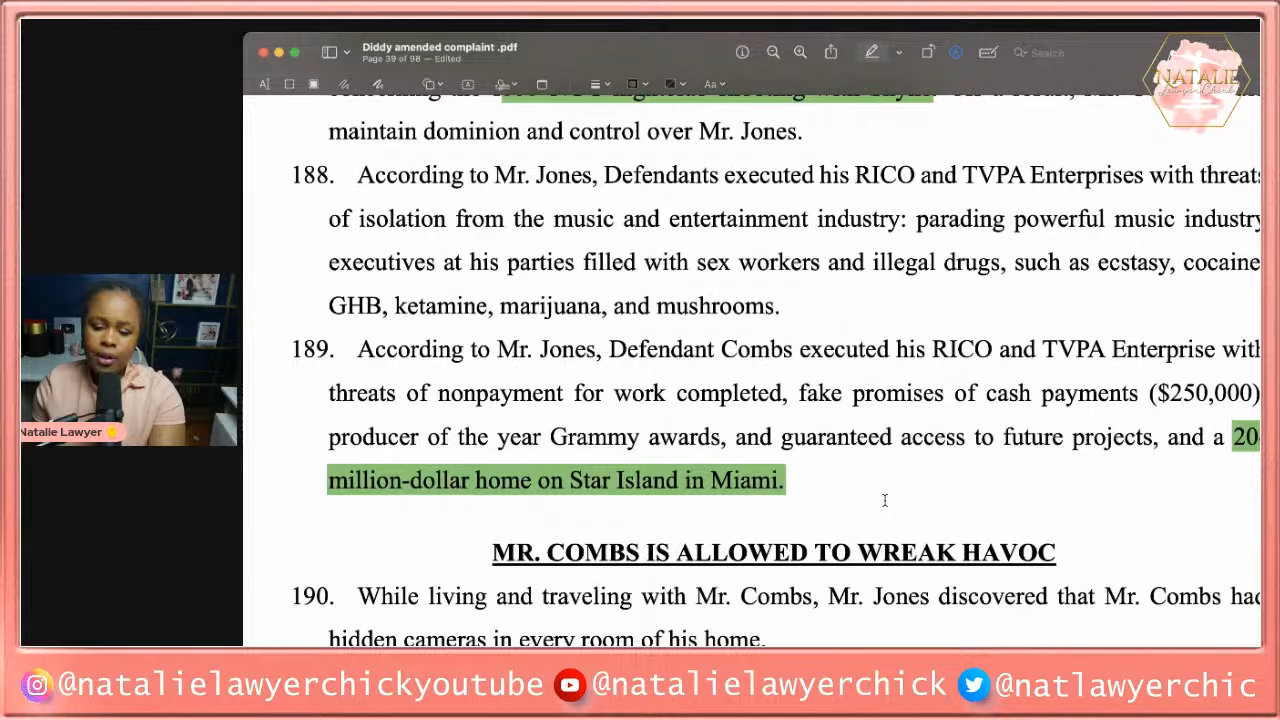 Diddy amended complaint .pdf
Page 39 of 98 — Edited
Search
NATALIE
LawyerChick
maintain dominion and control over Mr. Jones.
188. According to Mr. Jones, Defendants executed his RICO and TVPA Enterprises with threats
of isolation from the music and entertainment industry: parading powerful music industry
executives at his parties filled with sex workers and illegal drugs, such as ecstasy, cocaine
GHB, ketamine, marijuana, and mushrooms.
189. According to Mr. Jones, Defendant Combs executed his RICO and TVPA Enterprise with
threats of nonpayment for work completed, fake promises of cash payments ($250,000)
producer of the year Grammy awards, and guaranteed access to future projects, and a 20
million-dollar home on Star Island in Miami.
MR. COMBS IS ALLOWED TO WREAK HAVOC
190. While living and traveling with Mr. Combs, Mr. Jones discovered that Mr. Combs had
hidden cameras in every room of his home.
Natalie Lawyer
@natalielawyerchickyoutube @natalielawyerchick @natlawyerchic